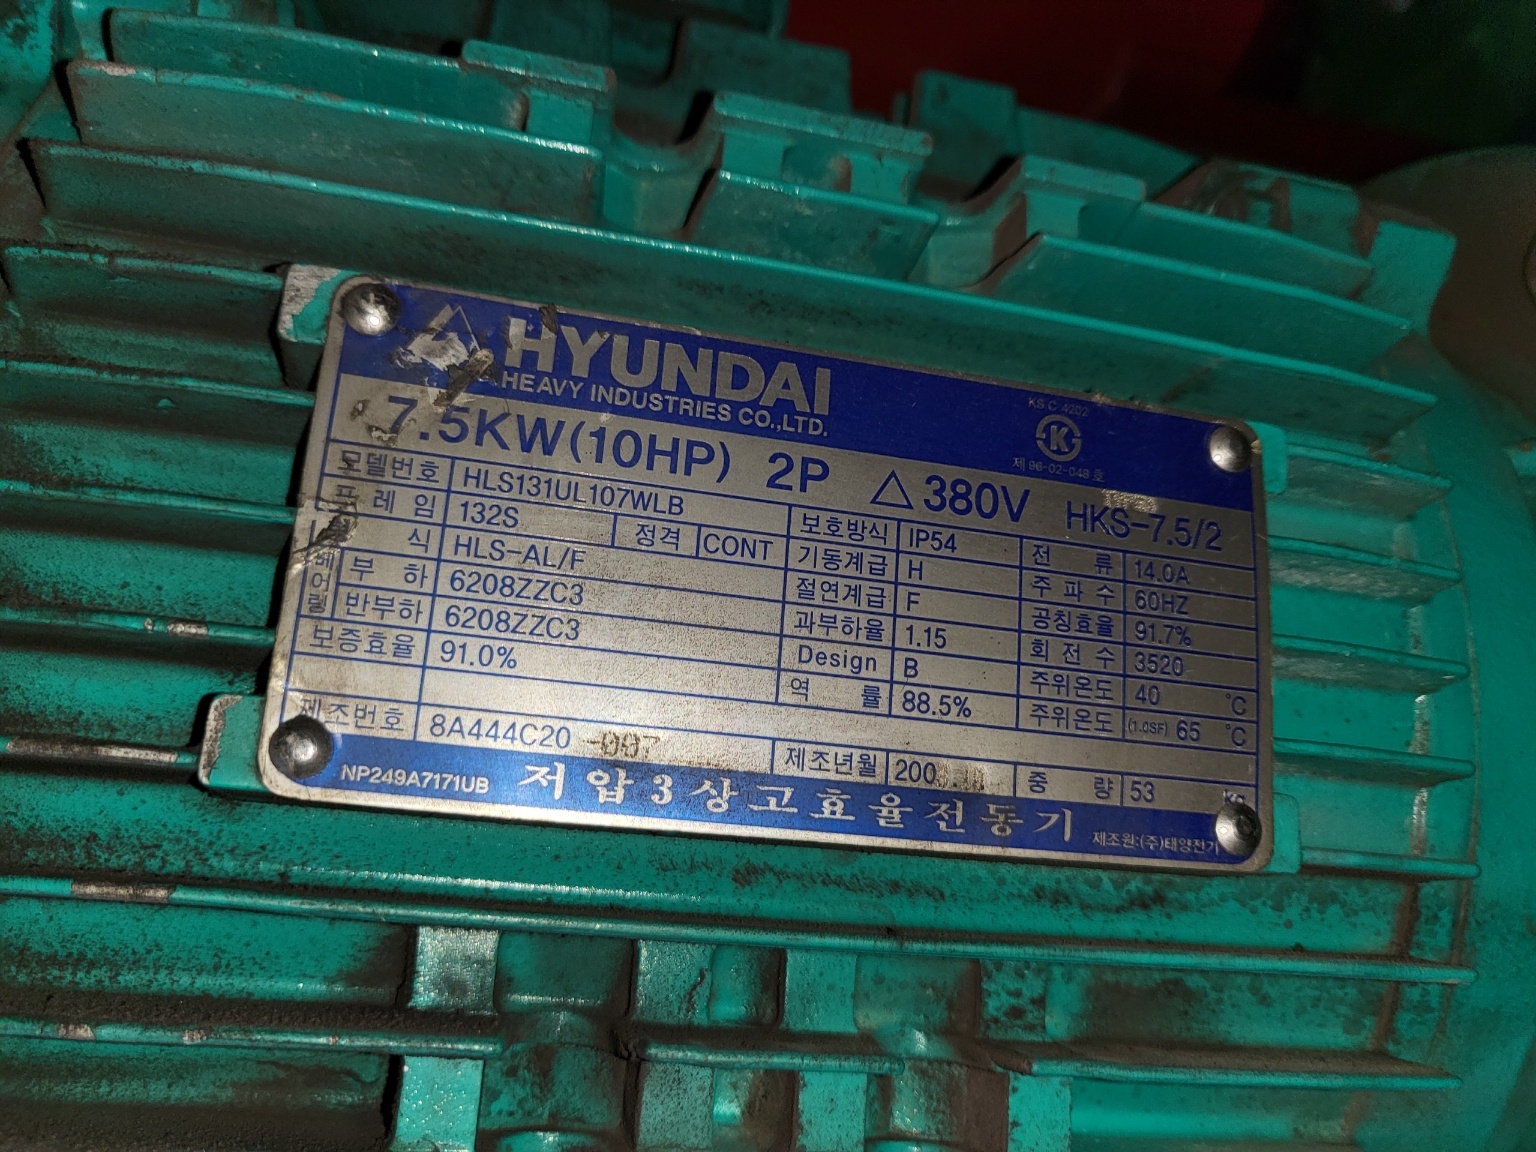 HYUNDAI
HEAVY INDUSTRIES CO.,LTD.
KS C 4202
제 96-02-048 호
7.5KW(10HP) 2P △ 380V HKS-7.5/2
모델번호 HLS131UL107WLB 보호방식 IP54 전류 14.0A
프레임 132S 정격 CONT 기동계급 H 주파수 60HZ
식 HLS-AL/F 절연계급 F 공칭효율 91.7%
베어링 부하 6208ZZC3 과부하율 1.15 회전수 3520
반부하 6208ZZC3 Design B 주위온도 40 °C
보증효율 91.0% 역률 88.5% 주위온도 (1.0SF) 65 °C
제조번호 8A444C20 -007 제조년월 200 중량 53 Kg
NP249A7171UB 저압3상고효율전동기 제조원:(주)태양전기